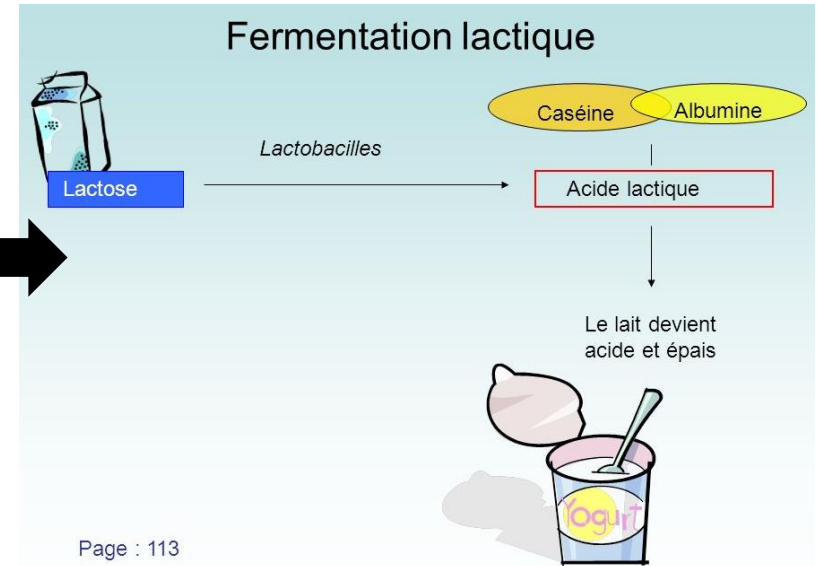 Fermentation lactique
Caséine
Albumine
Lactobacilles
Lactose
Acide lactique
Le lait devient
acide et épais
Yogurt
Page : 113